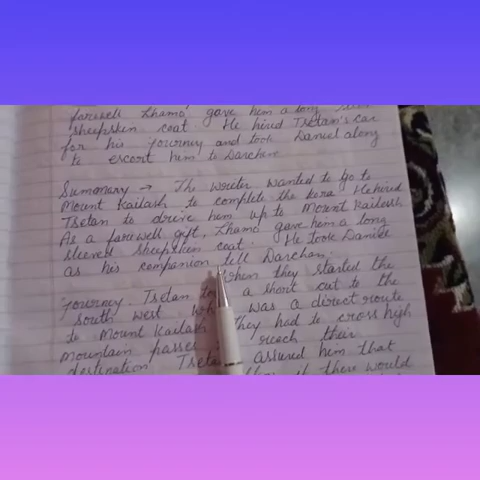 farewell Lhamo gave him a long
sheepskin coat. He hired Tsetan's car
for his journey and took Daniel along
to escort him to Darchen
Summary → The writer wanted to go to
Mount Kailash to complete the kora He hired
Tsetan to drive him up to Mount Kailash
As a farewell gift, Lhamo gave him a long
sleeved sheepskin coat. He took Daniel
as his companion till Darchan.
When they started the
journey. Tsetan a short cut to the
south west was a direct route
to Mount Kailash They had to cross high
mountain passes reach their
destination Tsetan assured him that
there would